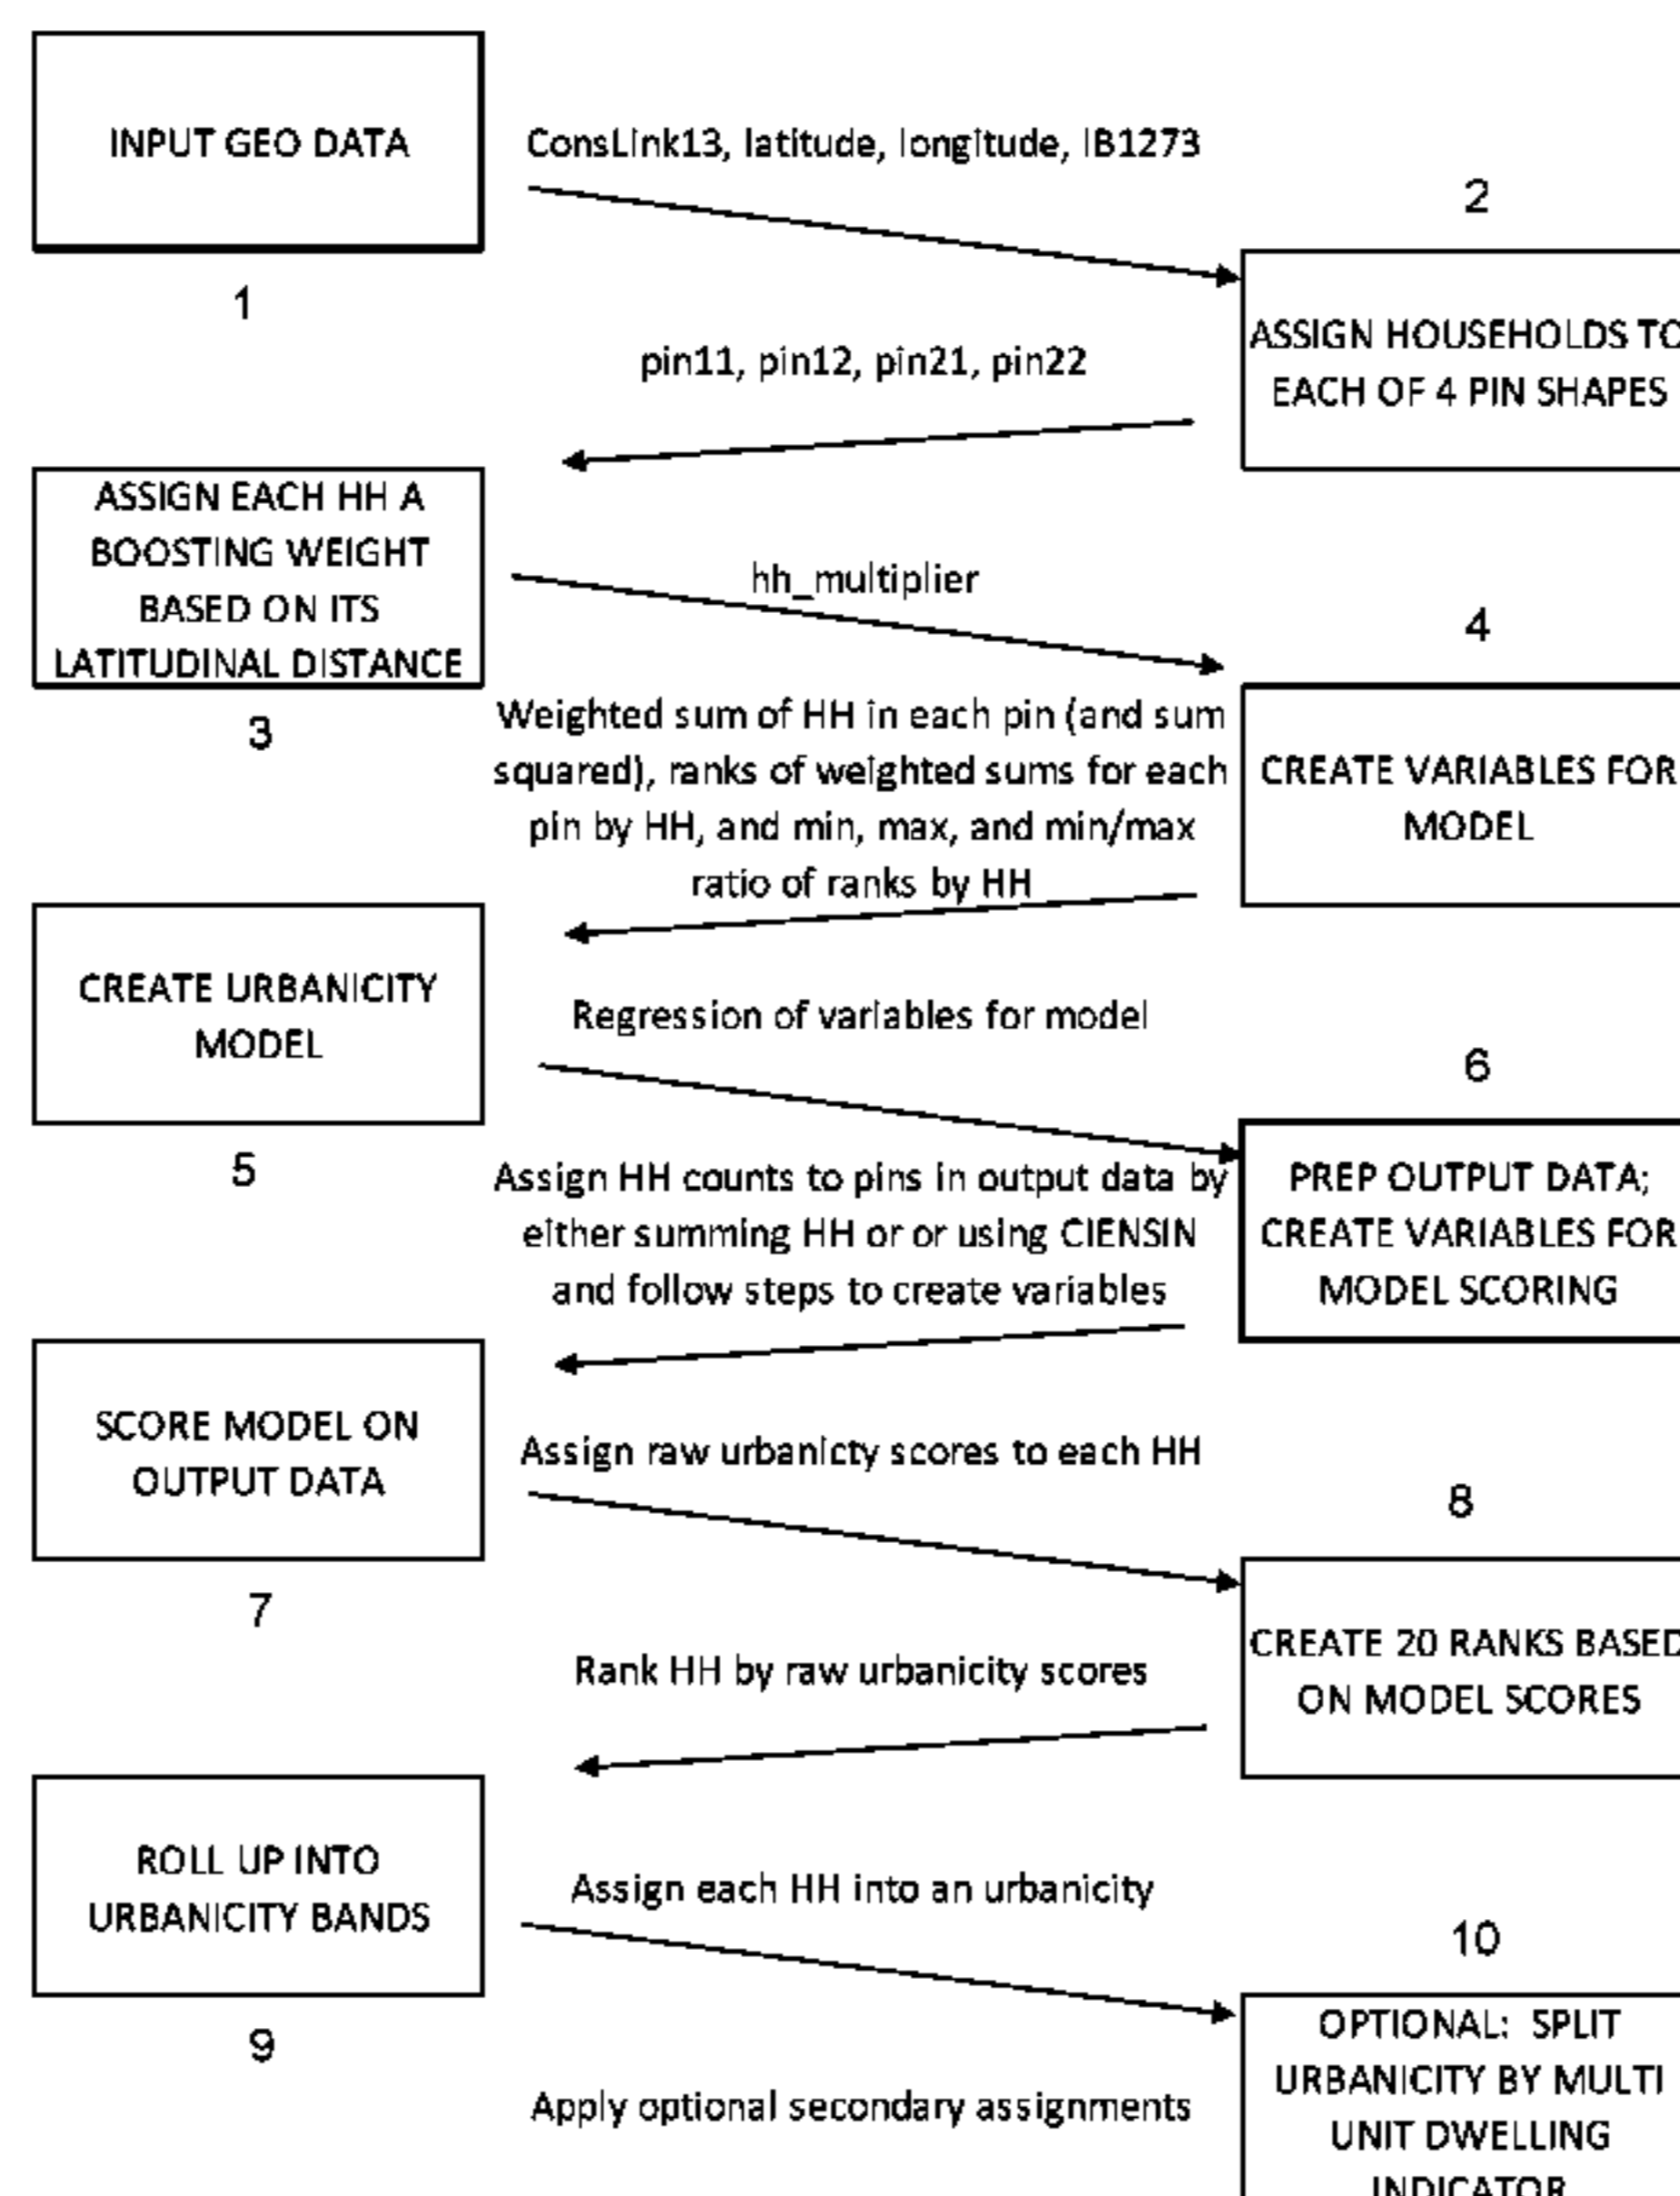 INPUT GEO DATA
1
ConsLink13, latitude, longitude, IB1273
2
ASSIGN HOUSEHOLDS TO
EACH OF 4 PIN SHAPES
pin11, pin12, pin21, pin22
ASSIGN EACH HH A
BOOSTING WEIGHT
BASED ON ITS
LATITUDINAL DISTANCE
3
hh_multiplier
4
CREATE VARIABLES FOR
MODEL
Weighted sum of HH in each pin (and sum
squared), ranks of weighted sums for each
pin by HH, and min, max, and min/max
ratio of ranks by HH
CREATE URBANICITY
MODEL
5
Regression of variables for model
6
PREP OUTPUT DATA;
CREATE VARIABLES FOR
MODEL SCORING
Assign HH counts to pins in output data by
either summing HH or or using CIENSIN
and follow steps to create variables
SCORE MODEL ON
OUTPUT DATA
7
Assign raw urbanicty scores to each HH
8
CREATE 20 RANKS BASED
ON MODEL SCORES
Rank HH by raw urbanicity scores
ROLL UP INTO
URBANICITY BANDS
9
Assign each HH into an urbanicity
10
OPTIONAL: SPLIT
URBANICITY BY MULTI
UNIT DWELLING
INDICATOR
Apply optional secondary assignments